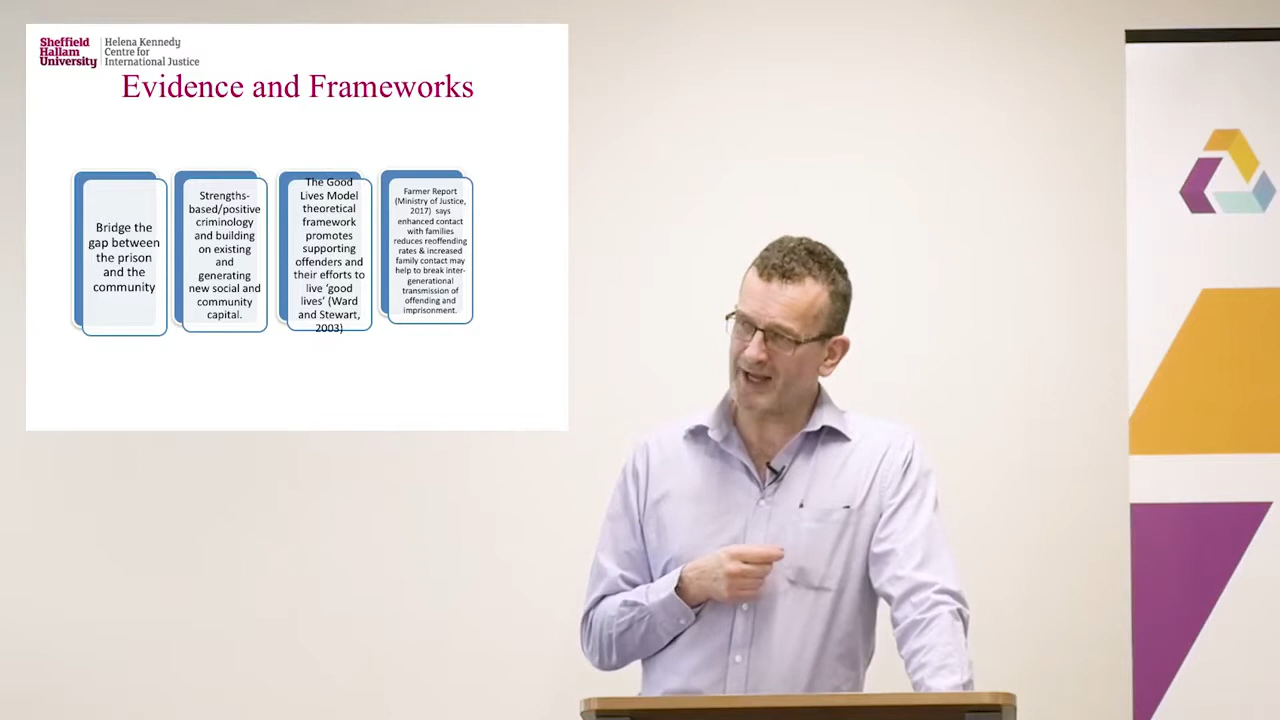 Sheffield
Hallam
University
Helena Kennedy
Centre for
International Justice
Evidence and Frameworks
Bridge the
gap between
the prison
and the
community
Strengths-
based/positive
criminology
and building
on existing
and
generating
new social and
community
capital.
The Good
Lives Model
theoretical
framework
promotes
supporting
offenders and
their efforts to
live ‘good
lives’ (Ward
and Stewart,
2003)
Farmer Report
(Ministry of Justice,
2017) says
enhanced contact
with families
reduces reoffending
rates & increased
family contact may
help to break inter-
generational
transmission of
offending and
imprisonment.